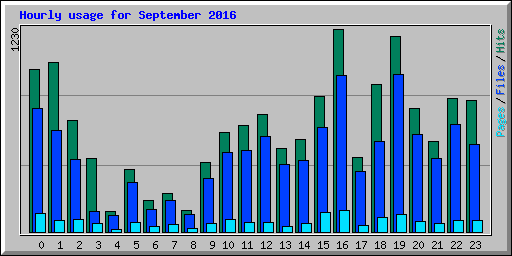 Hourly usage for September 2016
1230
Pages / Files / Hits
0 1 2 3 4 5 6 7 8 9 10 11 12 13 14 15 16 17 18 19 20 21 22 23